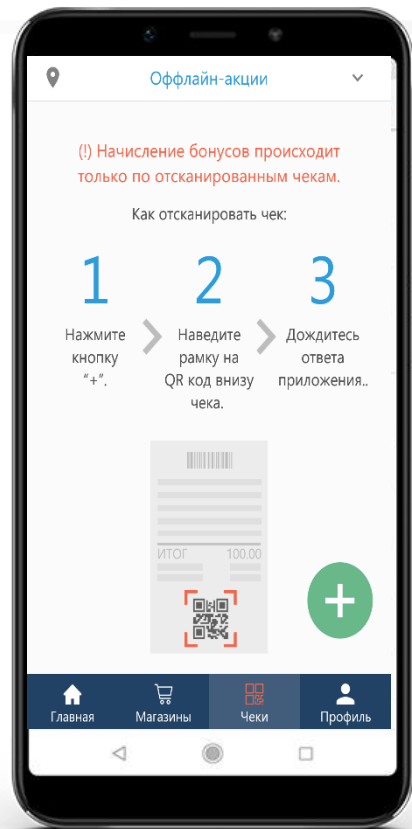 Оффлайн-акции
(!) Начисление бонусов происходит
только по отсканированным чекам.
Как отсканировать чек:
1
2
3
Нажмите
кнопку
“+”.
Наведите
рамку на
QR код внизу
чека.
Дождитесь
ответа
приложения..
ИТОГ 100.00
+
Главная
Магазины
Чеки
Профиль